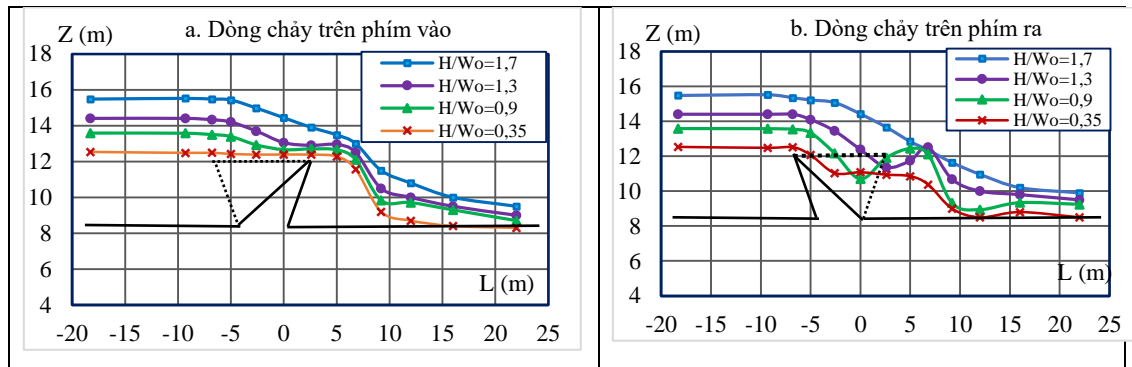 Z (m)
a. Dòng chảy trên phím vào
18
16
14
12
10
8
6
4
H/Wo=1,7
H/Wo=1,3
H/Wo=0,9
H/Wo=0,35
L (m)
-20 -15 -10 -5 0 5 10 15 20 25
Z (m)
b. Dòng chảy trên phím ra
18
16
14
12
10
8
6
4
H/Wo=1,7
H/Wo=1,3
H/Wo=0,9
H/Wo=0,35
L (m)
-20 -15 -10 -5 0 5 10 15 20 25